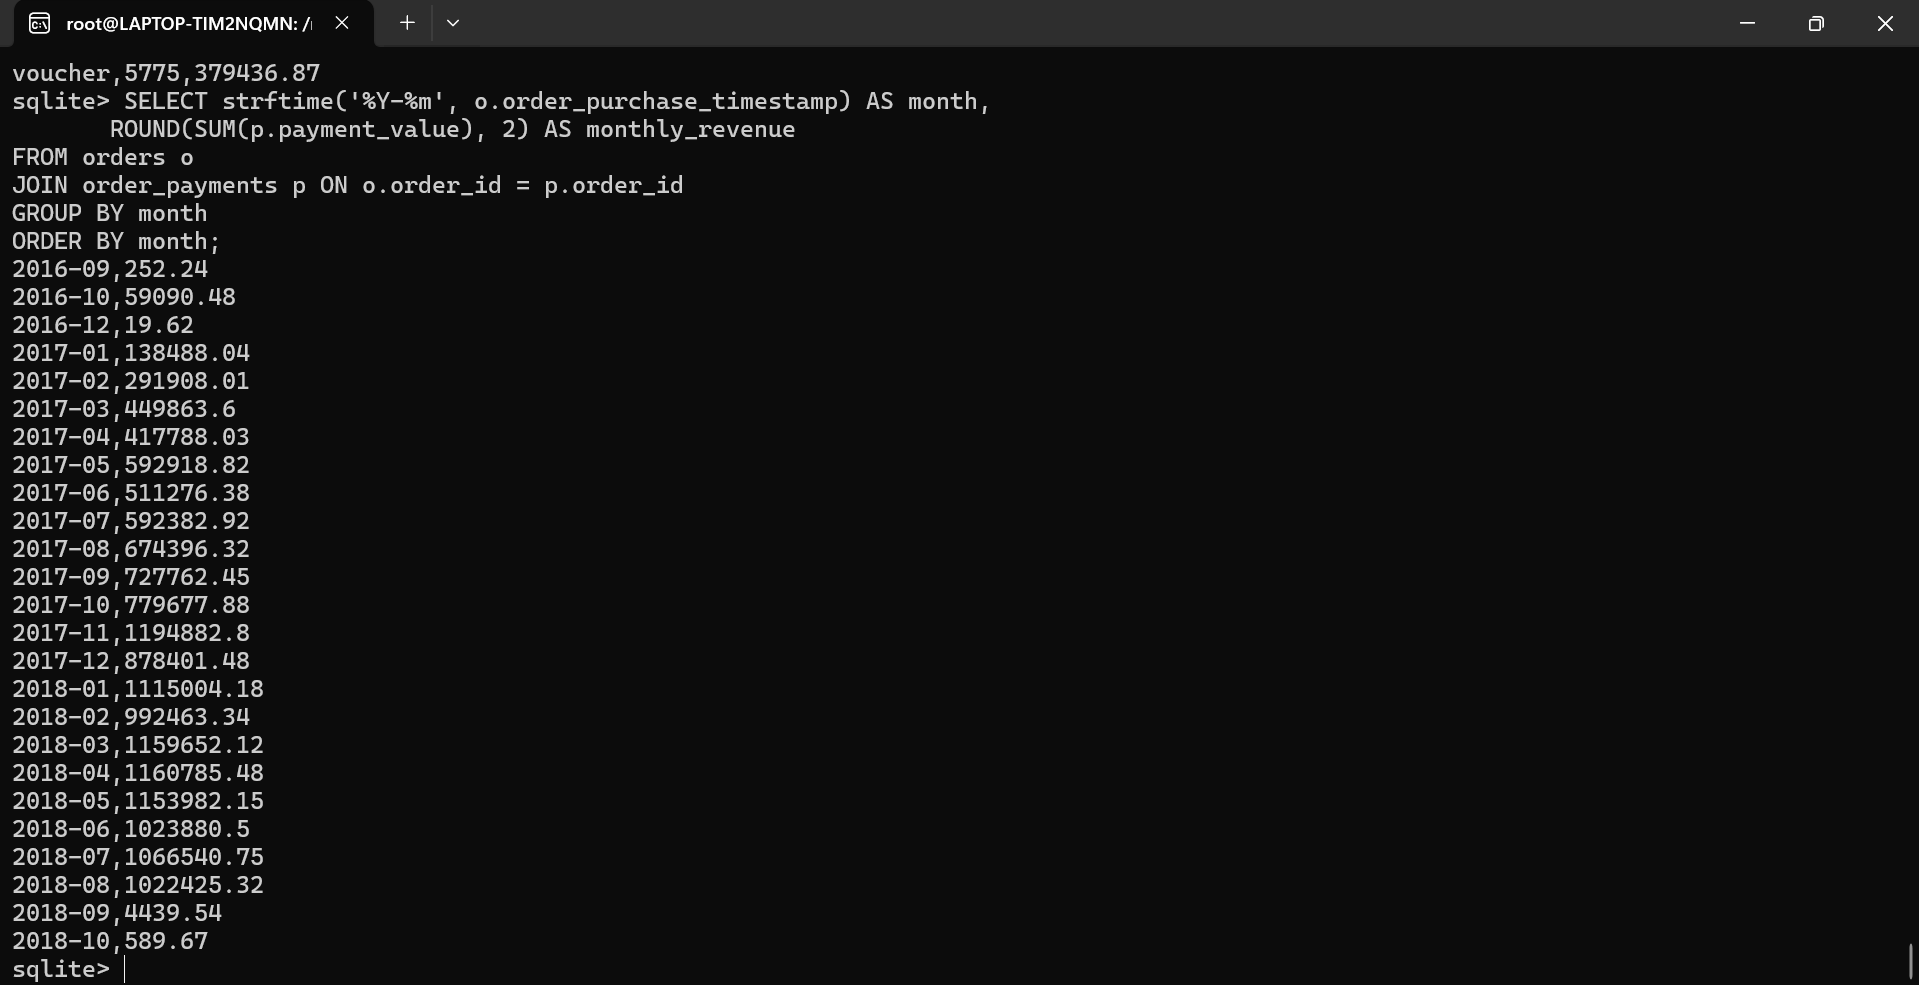 root@LAPTOP-TIM2NQMN: /
voucher,5775,379436.87
sqlite> SELECT strftime('%Y-%m', o.order_purchase_timestamp) AS month,
       ROUND(SUM(p.payment_value), 2) AS monthly_revenue
FROM orders o
JOIN order_payments p ON o.order_id = p.order_id
GROUP BY month
ORDER BY month;
2016-09,252.24
2016-10,59090.48
2016-12,19.62
2017-01,138488.04
2017-02,291908.01
2017-03,449863.6
2017-04,417788.03
2017-05,592918.82
2017-06,511276.38
2017-07,592382.92
2017-08,674396.32
2017-09,727762.45
2017-10,779677.88
2017-11,1194882.8
2017-12,878401.48
2018-01,1115004.18
2018-02,992463.34
2018-03,1159652.12
2018-04,1160785.48
2018-05,1153982.15
2018-06,1023880.5
2018-07,1066540.75
2018-08,1022425.32
2018-09,4439.54
2018-10,589.67
sqlite>